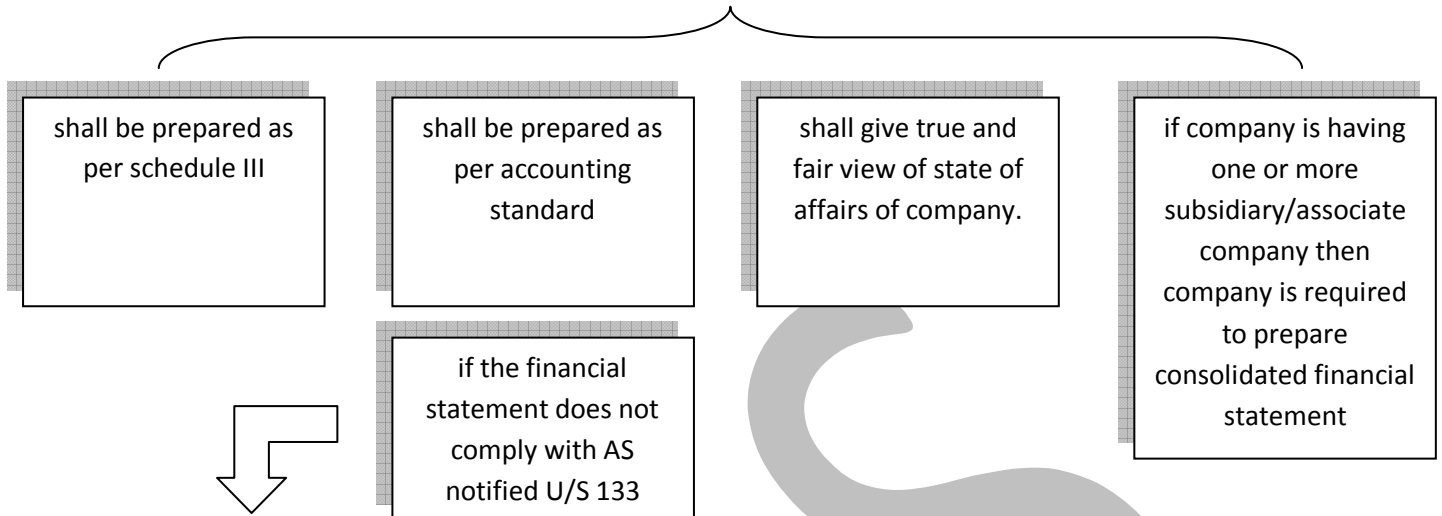 shall be prepared as
per schedule III
shall be prepared as
per accounting
standard
shall give true and
fair view of state of
affairs of company.
if company is having
one or more
subsidiary/associate
company then
company is required
to prepare
consolidated financial
statement
if the financial
statement does not
comply with AS
notified U/S 133